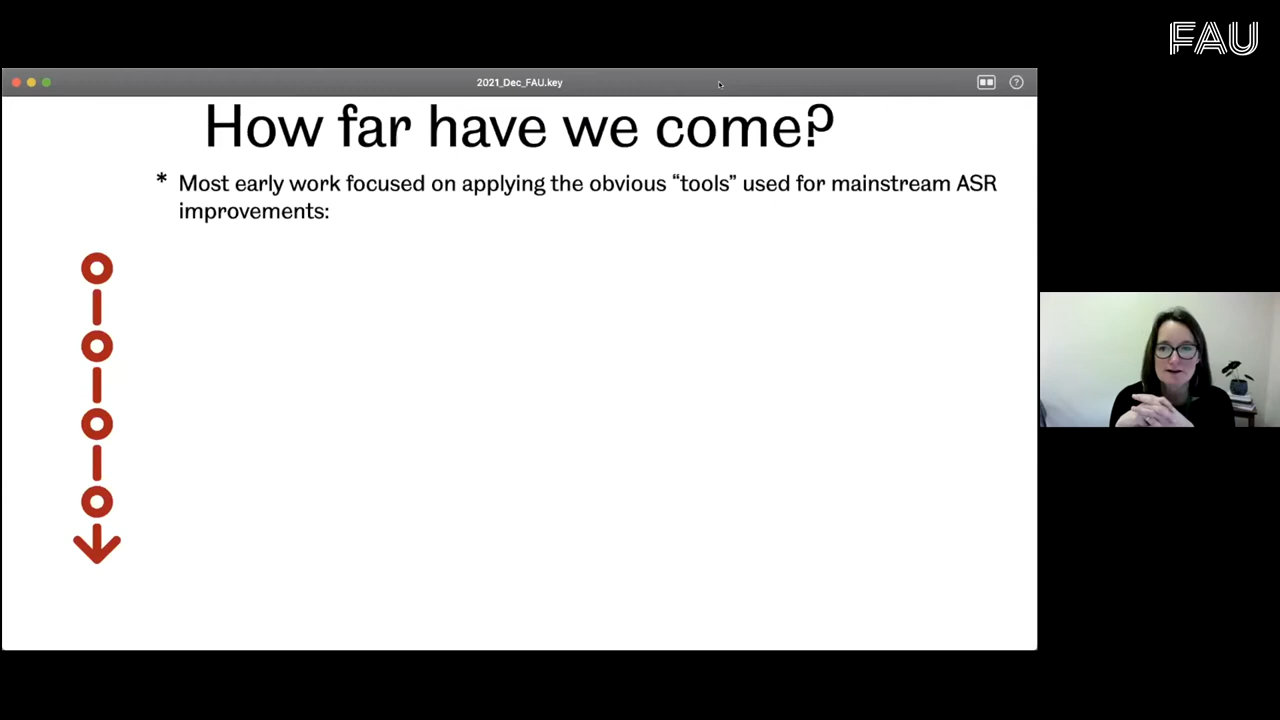 FAU
2021_Dec_FAU.key
How far have we come?
* Most early work focused on applying the obvious “tools” used for mainstream ASR
improvements: